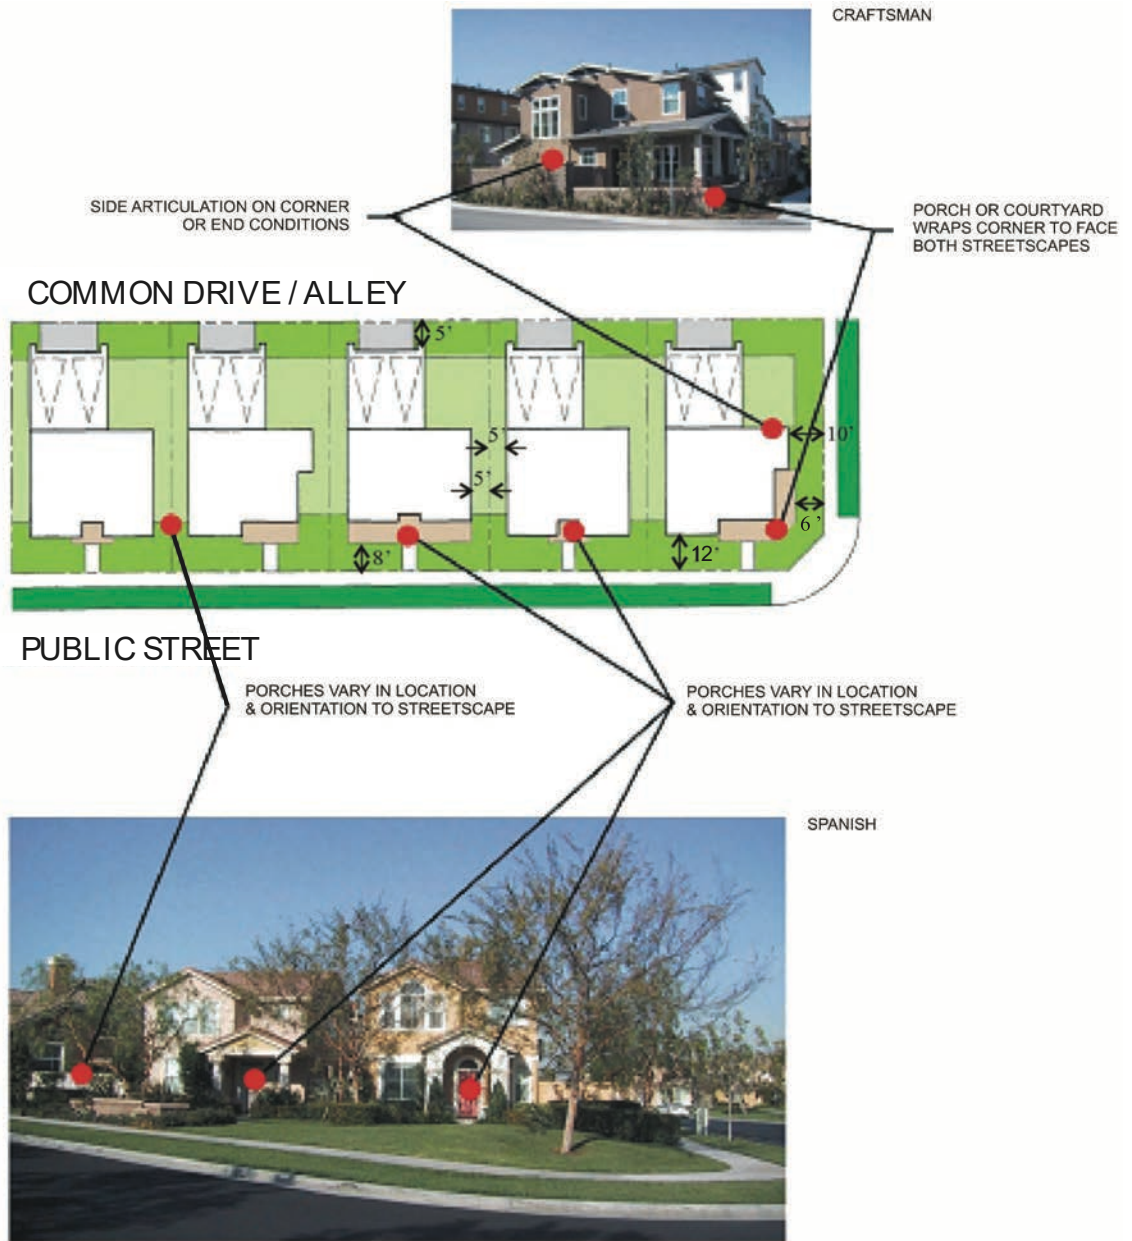 CRAFTSMAN
SIDE ARTICULATION ON CORNER
OR END CONDITIONS
PORCH OR COURTYARD
WRAPS CORNER TO FACE
BOTH STREETSCAPES
COMMON DRIVE / ALLEY
5'
5'
10'
5'
6'
8'
12'
PUBLIC STREET
PORCHES VARY IN LOCATION
& ORIENTATION TO STREETSCAPE
PORCHES VARY IN LOCATION
& ORIENTATION TO STREETSCAPE
SPANISH